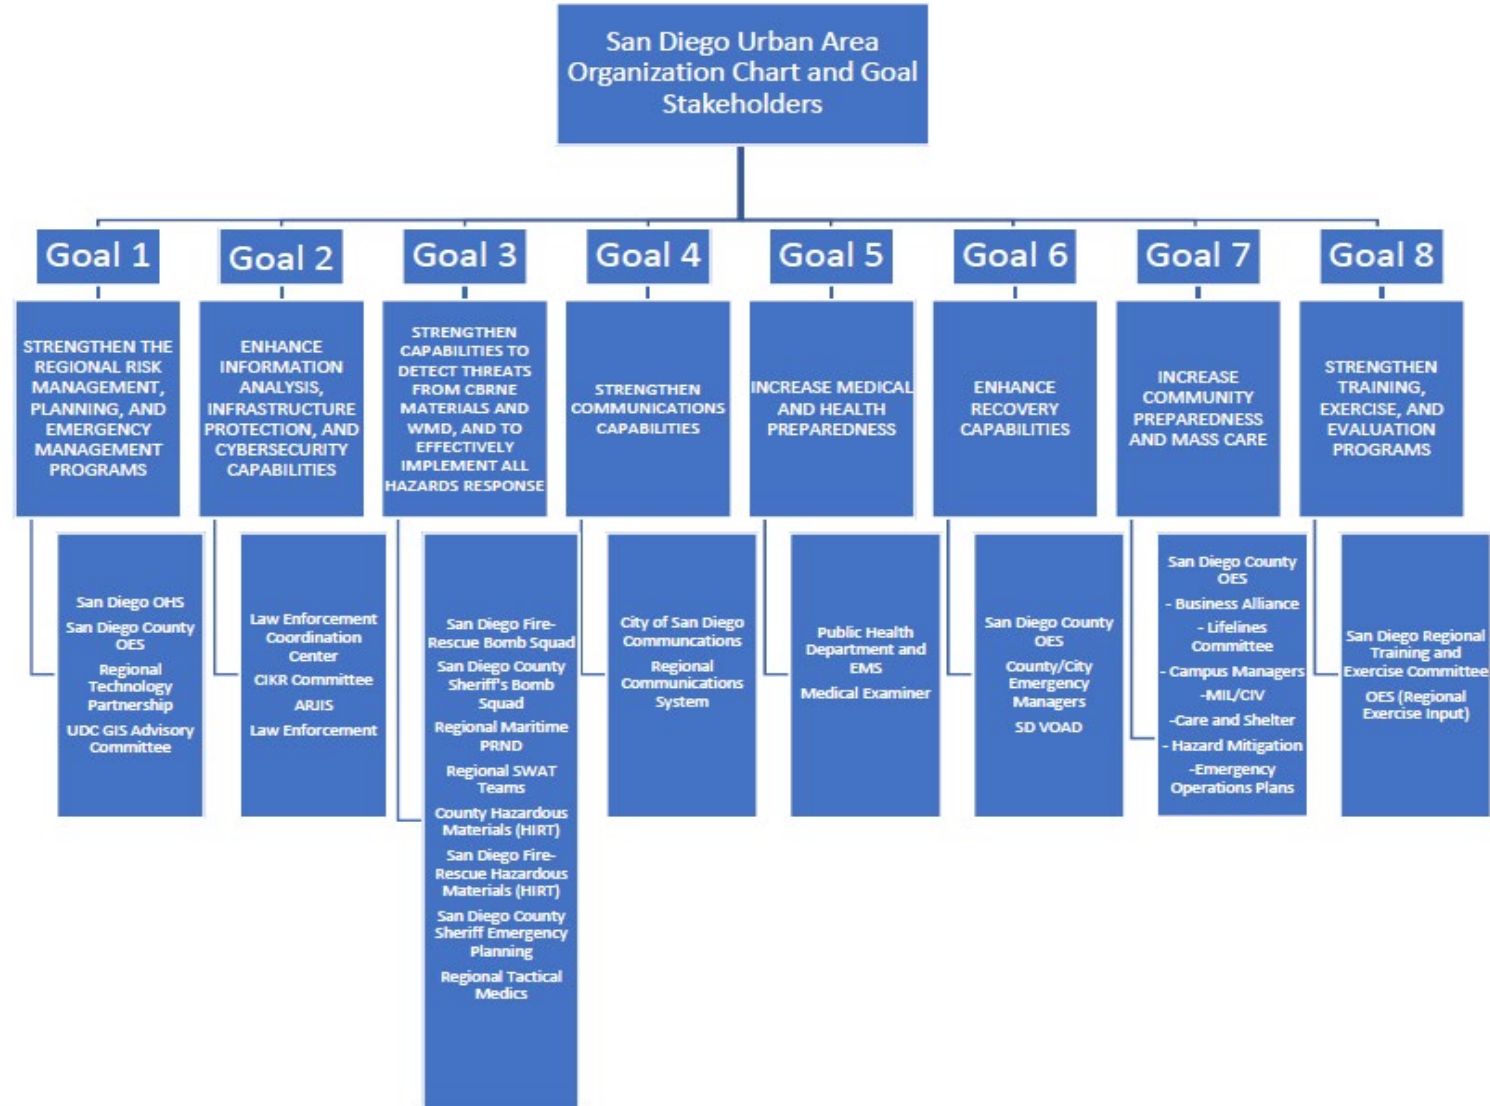 San Diego Urban Area
Organization Chart and Goal
Stakeholders
Goal 1
STRENGTHEN THE
REGIONAL RISK
MANAGEMENT,
PLANNING, AND
EMERGENCY
MANAGEMENT
PROGRAMS
San Diego OHS
San Diego County
OES
Regional
Technology
Partnership
UDC GIS Advisory
Committee
Goal 2
ENHANCE
INFORMATION
ANALYSIS,
INFRASTRUCTURE
PROTECTION, AND
CYBERSECURITY
CAPABILITIES
Law Enforcement
Coordination
Center
CIKR Committee
ARJIS
Law Enforcement
Goal 3
STRENGTHEN
CAPABILITIES TO
DETECT THREATS
FROM CBRNE
MATERIALS AND
WMD, AND TO
EFFECTIVELY
IMPLEMENT ALL
HAZARDS RESPONSE
San Diego Fire-
Rescue Bomb Squad
San Diego County
Sheriff's Bomb
Squad
Regional Maritime
PRND
Regional SWAT
Teams
County Hazardous
Materials (HIRT)
San Diego Fire-
Rescue Hazardous
Materials (HIRT)
San Diego County
Sheriff Emergency
Planning
Regional Tactical
Medics
Goal 4
STRENGTHEN
COMMUNICATIONS
CAPABILITIES
City of San Diego
Communcations
Regional
Communications
System
Goal 5
INCREASE MEDICAL
AND HEALTH
PREPAREDNESS
Public Health
Department and
EMS
Medical Examiner
Goal 6
ENHANCE
RECOVERY
CAPABILITIES
San Diego County
OES
County/City
Emergency
Managers
SD VOAD
Goal 7
INCREASE
COMMUNITY
PREPAREDNESS
AND MASS CARE
San Diego County
OES
- Business Alliance
- Lifelines
Committee
- Campus Managers
-MIL/CIV
-Care and Shelter
- Hazard Mitigation
-Emergency
Operations Plans
Goal 8
STRENGTHEN
TRAINING,
EXERCISE, AND
EVALUATION
PROGRAMS
San Diego Regional
Training and
Exercise Committee
OES (Regional
Exercise Input)